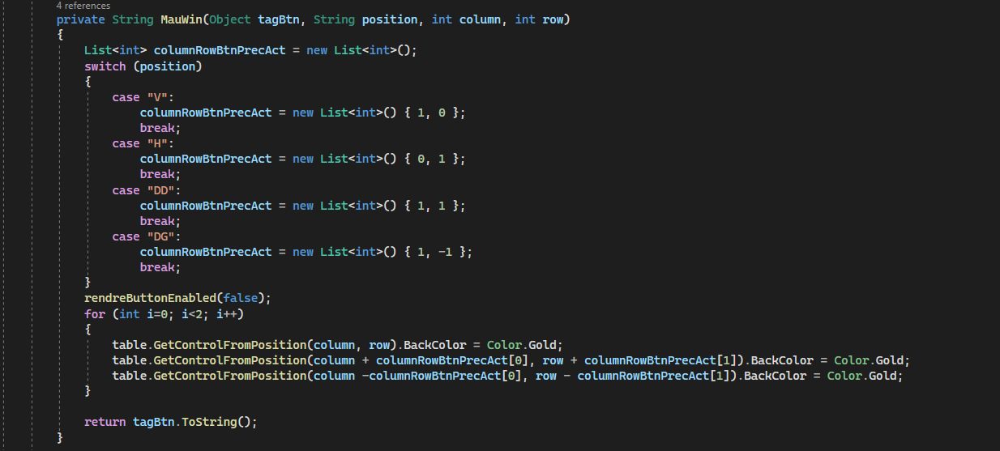 4 references
private String MauWin(Object tagBtn, String position, int column, int row)
{
List<int> columnRowBtnPrecAct = new List<int>();
switch (position)
{
case "V":
columnRowBtnPrecAct = new List<int>() { 1, 0 };
break;
case "H":
columnRowBtnPrecAct = new List<int>() { 0, 1 };
break;
case "DD":
columnRowBtnPrecAct = new List<int>() { 1, 1 };
break;
case "DG":
columnRowBtnPrecAct = new List<int>() { 1, -1 };
break;
}
rendreButtonEnabled(false);
for (int i=0; i<2; i++)
{
table.GetControlFromPosition(column, row).BackColor = Color.Gold;
table.GetControlFromPosition(column + columnRowBtnPrecAct[0], row + columnRowBtnPrecAct[1]).BackColor = Color.Gold;
table.GetControlFromPosition(column -columnRowBtnPrecAct[0], row - columnRowBtnPrecAct[1]).BackColor = Color.Gold;
}
return tagBtn.ToString();
}